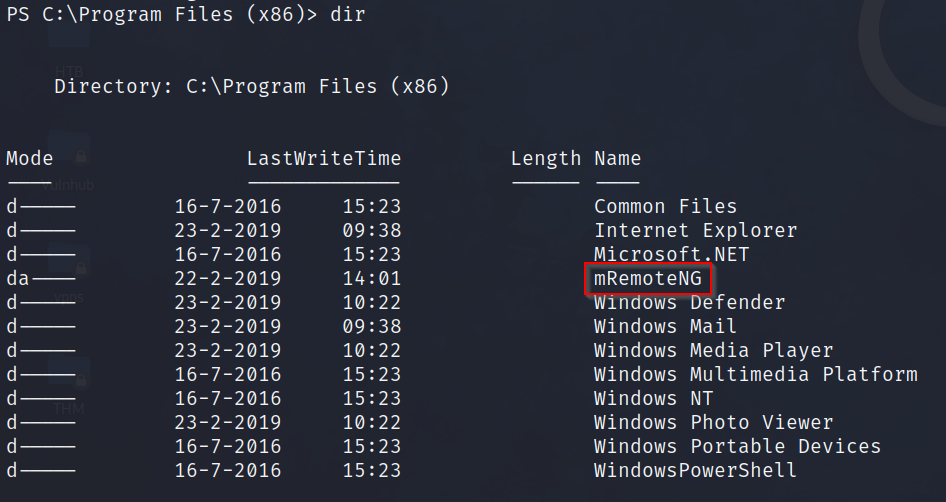 PS C:\Program Files (x86)> dir
HTB
Directory: C:\Program Files (x86)
Mode LastWriteTime Length Name
---- ------------- ------ ----
Vulnhub
d----- 16-7-2016 15:23 Common Files
d----- 23-2-2019 09:38 Internet Explorer
d----- 16-7-2016 15:23 Microsoft.NET
da---- 22-2-2019 14:01 mRemoteNG
d----- 23-2-2019 10:22 Windows Defender
d----- 23-2-2019 09:38 Windows Mail
d----- 23-2-2019 10:22 Windows Media Player
d----- 16-7-2016 15:23 Windows Multimedia Platform
d----- 16-7-2016 15:23 Windows NT
THM
d----- 23-2-2019 10:22 Windows Photo Viewer
d----- 16-7-2016 15:23 Windows Portable Devices
d----- 16-7-2016 15:23 WindowsPowerShell